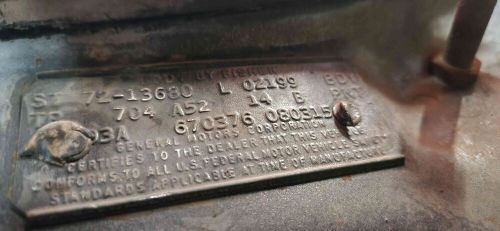 BODY BY FISHER
ST 72-13680 L 02199 BDY
TR 704 A52 14 B PNT
03A 670376 080315
GENERAL MOTORS CORPORATION
CERTIFIES TO THE DEALER THAT THIS VEHICLE
CONFORMS TO ALL U.S. FEDERAL MOTOR VEHICLE SAFETY
STANDARDS APPLICABLE AT TIME OF MANUFACTURE